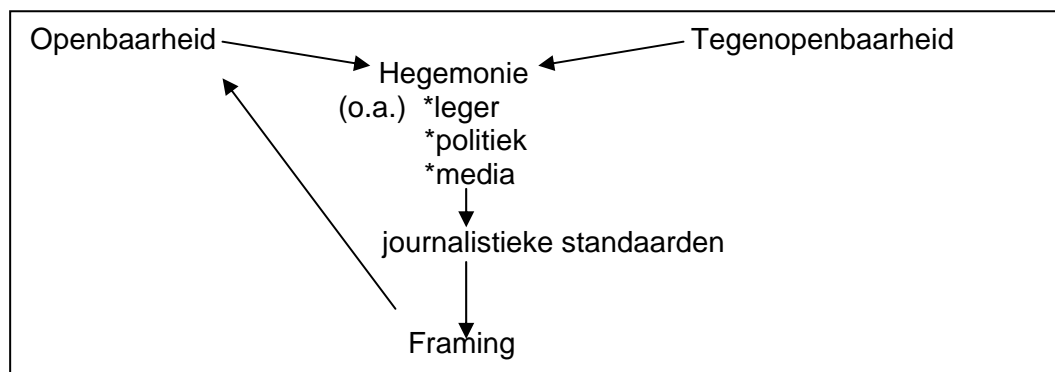 Openbaarheid
Tegenopenbaarheid
Hegemonie
(o.a.) *leger
*politiek
*media
journalistieke standaarden
Framing